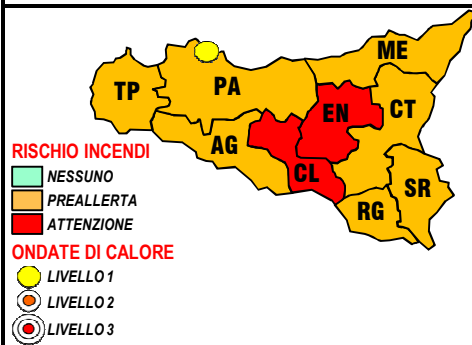 ME
TP
PA
EN
CT
AG
CL
SR
RG
RISCHIO INCENDI
NESSUNO
PREALLERTA
ATTENZIONE
ONDATE DI CALORE
LIVELLO 1
LIVELLO 2
LIVELLO 3